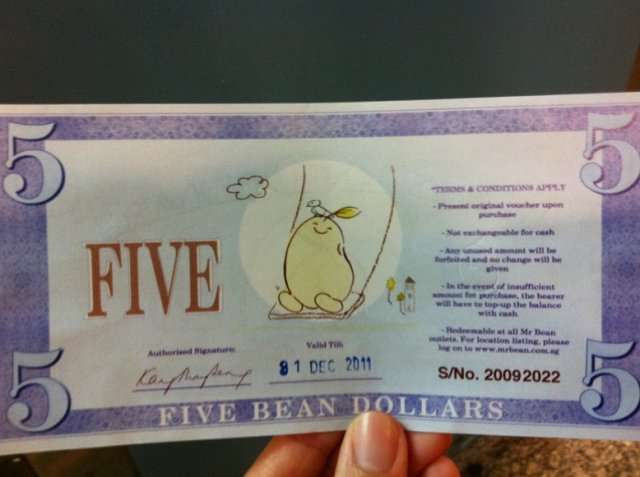 5
5
*TERMS & CONDITIONS APPLY
- Present original voucher upon
purchase
- Not exchangeable for cash
- Any unused amount will be
forfeited and no change will be
given
- In the event of insufficient
amount for purchase, the bearer
will have to top-up the balance
with cash
- Redeemable at all Mr Bean
outlets. For location listing, please
log on to www.mrbean.com.sg
FIVE
Authorised Signature:
Valid Till:
31 DEC 2011
S/No. 20092022
5
5
FIVE BEAN DOLLARS